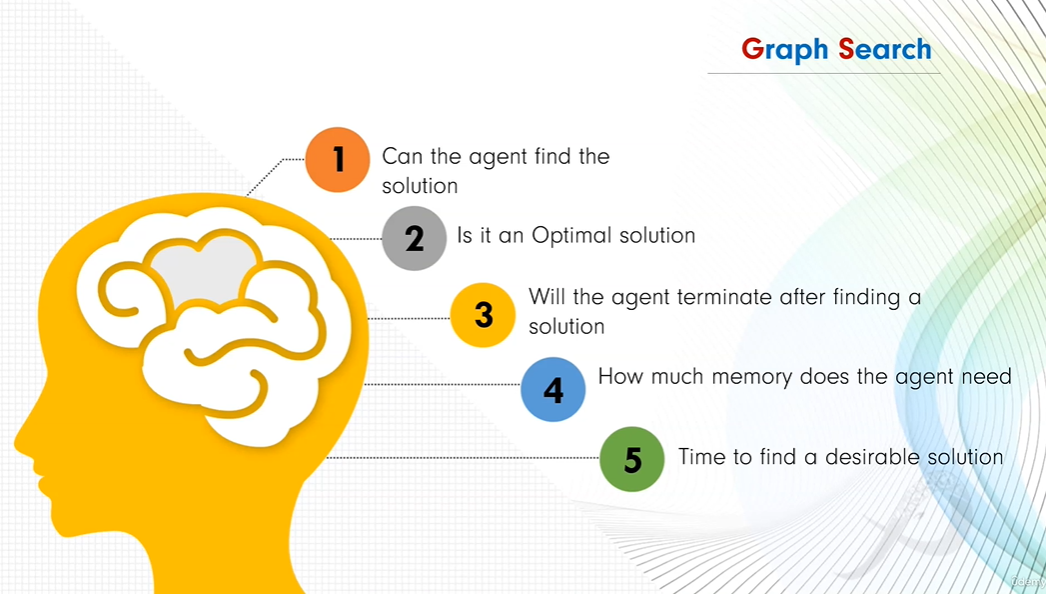 Graph Search
1
Can the agent find the
solution
2
Is it an Optimal solution
3
Will the agent terminate after finding a
solution
4
How much memory does the agent need
5
Time to find a desirable solution
Udemy